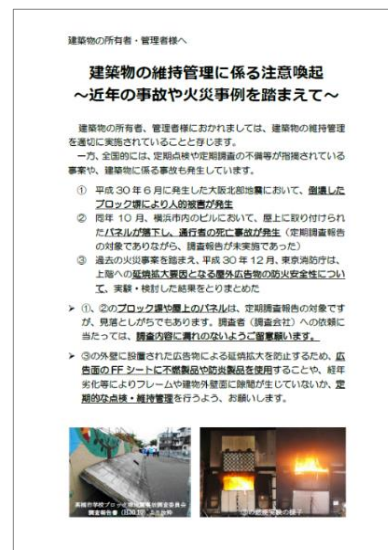 建築物の所有者・管理者様へ
建築物の維持管理に係る注意喚起
～近年の事故や火災事例を踏まえて～
建築物の所有者、管理者様におかれましては、建築物の維持管理
を適切に実施されていることと存じます。
一方、全国的には、定期点検や定期調査の不備等が指摘されている
事案や、建築物に係る事故も発生しています。
① 平成30年6月に発生した大阪北部地震において、倒壊した
ブロック塀により人的被害が発生
② 同年10月、横浜市内のビルにおいて、屋上に取り付けられ
たパネルが落下し、通行者の死亡事故が発生（定期調査報告
の対象でありながら、調査報告が未実施であった）
③ 過去の火災事案を踏まえ、平成30年12月、東京消防庁は、
上階への延焼拡大要因となる屋外広告物の防火安全性につい
て、実験・検討した結果をとりまとめた
➢ ①、②のブロック塀や屋上のパネルは、定期調査報告の対象です
が、見落としがちでもあります。調査者（調査会社）への依頼に
当たっては、調査内容に漏れのないようご留意願います。
➢ ③の外壁に設置された広告物による延焼拡大を防止するため、広
告面のFFシートに不燃製品や防炎製品を使用することや、経年
劣化等によりフレームや建物外壁面に隙間が生じていないか、定
期的な点検・維持管理を行うよう、お願いします。